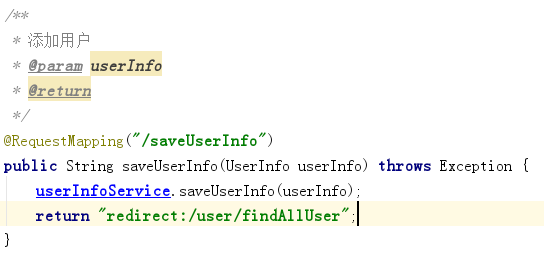 /**
* 添加用户
* @param userInfo
* @return
*/
@RequestMapping("/saveUserInfo")
public String saveUserInfo(UserInfo userInfo) throws Exception {
userInfoService.saveUserInfo(userInfo);
return "redirect:/user/findAllUser";
}